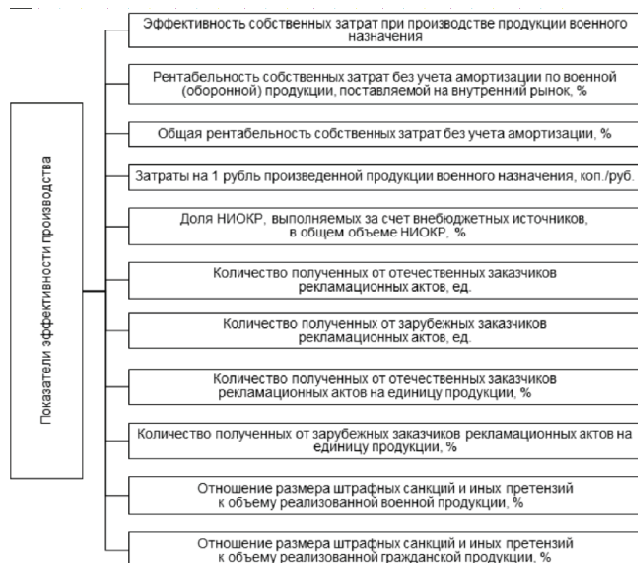 Показатели эффективности производства
Эффективность собственных затрат при производстве продукции военного
назначения
Рентабельность собственных затрат без учета амортизации по военной
(оборонной) продукции, поставляемой на внутренний рынок, %
Общая рентабельность собственных затрат без учета амортизации, %
Затраты на 1 рубль произведенной продукции военного назначения, коп./руб.
Доля НИОКР, выполняемых за счет внебюджетных источников,
в общем объеме НИОКР, %
Количество полученных от отечественных заказчиков
рекламационных актов, ед.
Количество полученных от зарубежных заказчиков
рекламационных актов, ед.
Количество полученных от отечественных заказчиков
рекламационных актов на единицу продукции, %
Количество полученных от зарубежных заказчиков рекламационных актов на
единицу продукции, %
Отношение размера штрафных санкций и иных претензий
к объему реализованной военной продукции, %
Отношение размера штрафных санкций и иных претензий
к объему реализованной гражданской продукции, %